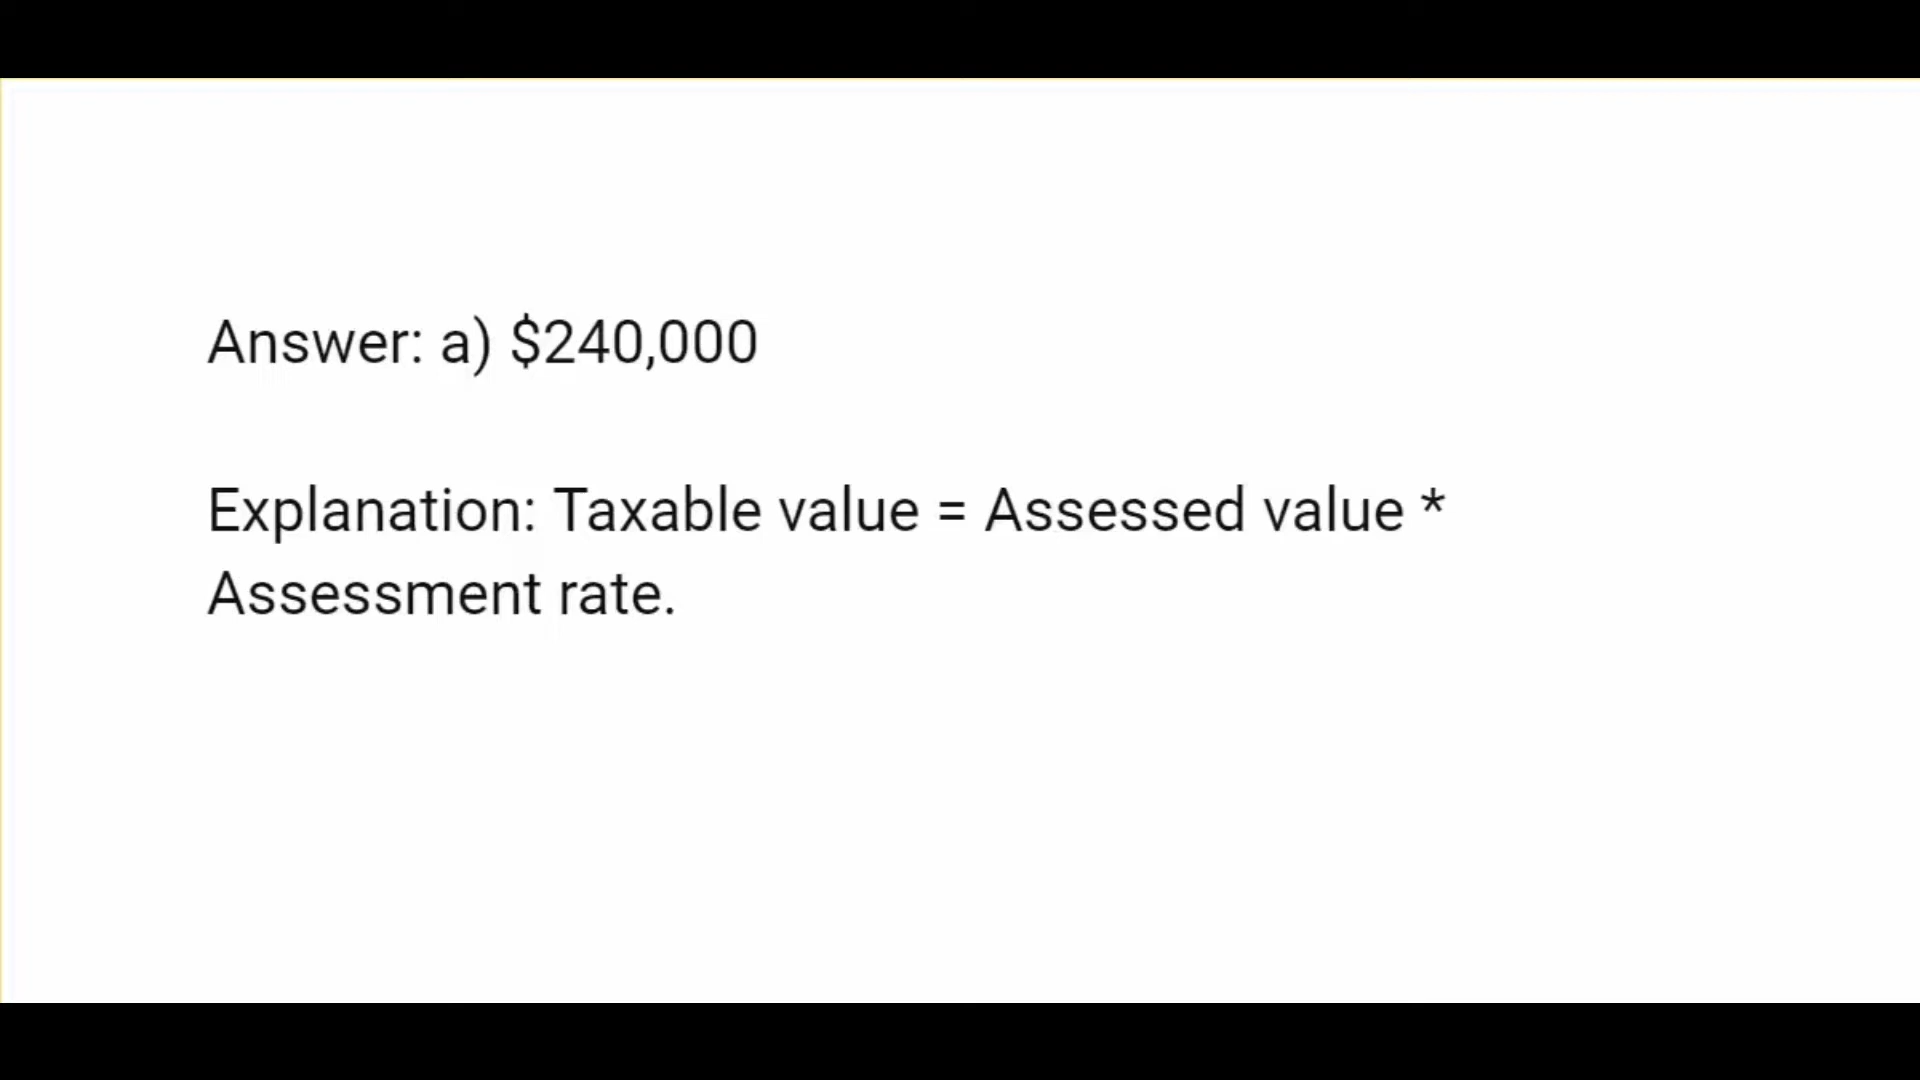 Answer: a) $240,000
Explanation: Taxable value = Assessed value *
Assessment rate.